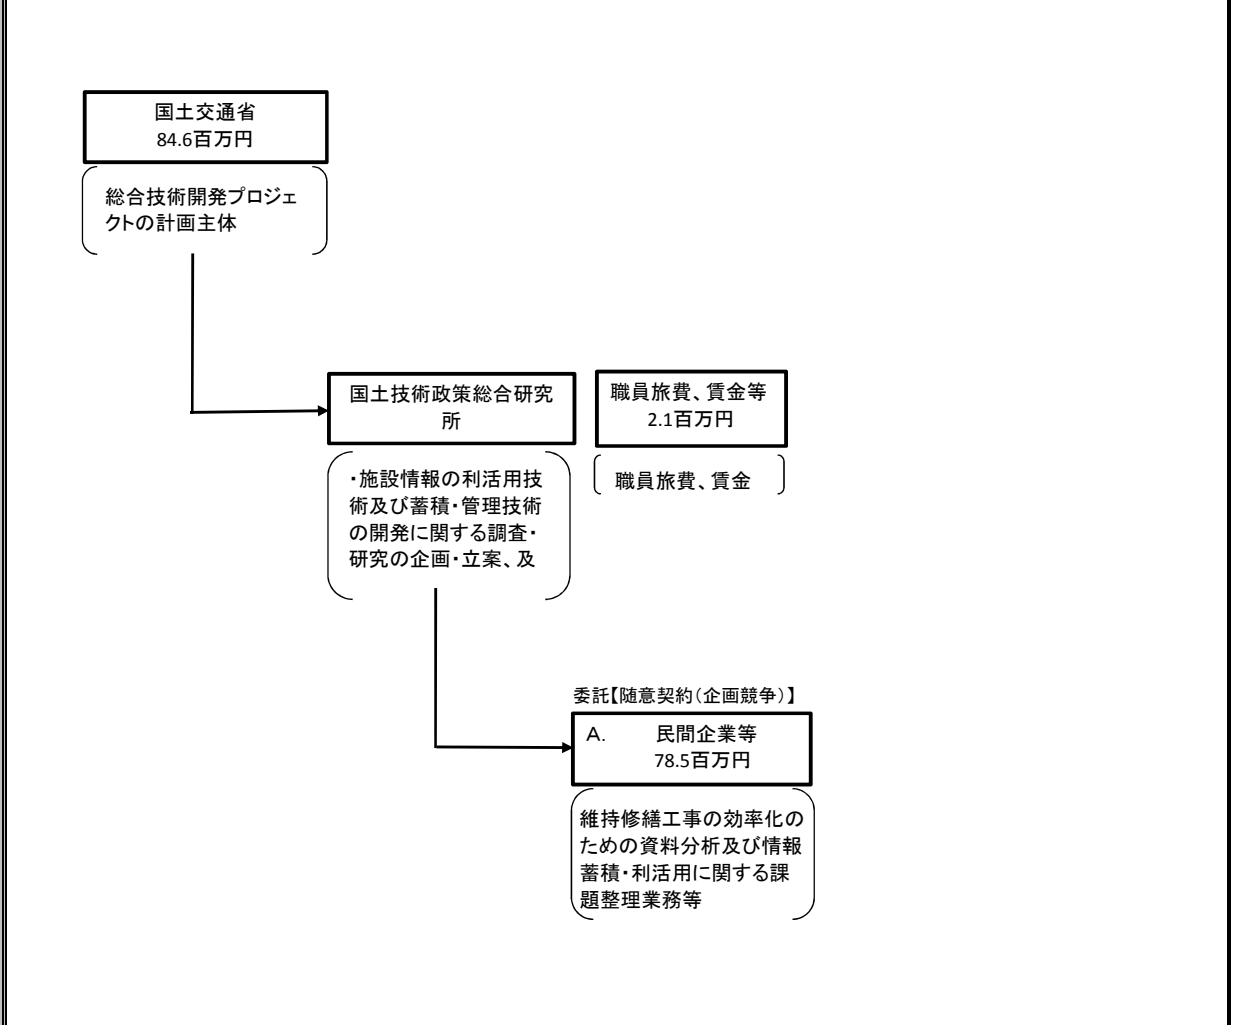 国土交通省
84.6百万円
総合技術開発プロジェ
クトの計画主体
国土技術政策総合研究
所
職員旅費、賃金等
2.1百万円
・施設情報の利活用技
術及び蓄積・管理技術
の開発に関する調査・
研究の企画・立案、及
職員旅費、賃金
委託【随意契約（企画競争）】
A. 民間企業等
78.5百万円
維持修繕工事の効率化の
ための資料分析及び情報
蓄積・利活用に関する課
題整理業務等